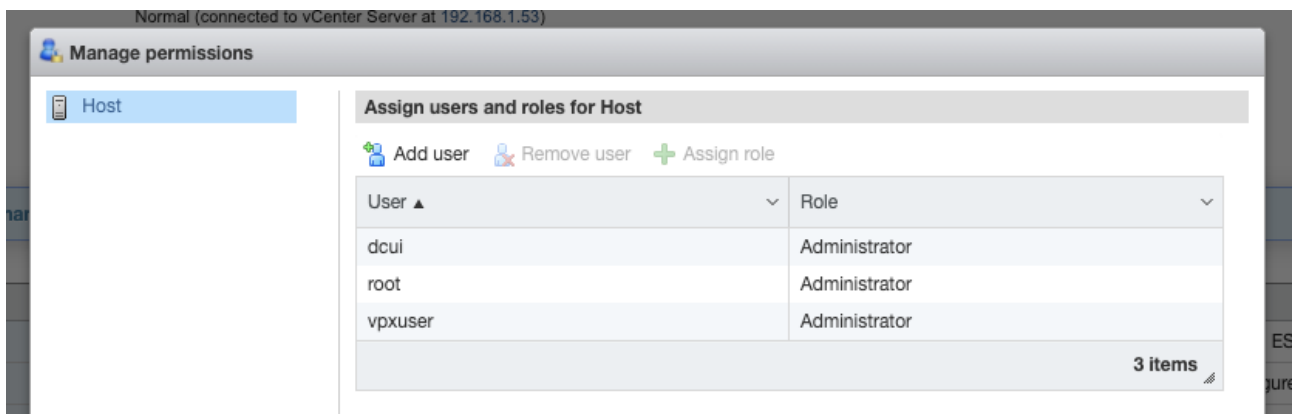 Normal (connected to vCenter Server at 192.168.1.53)
Manage permissions
Host
Assign users and roles for Host
Add user Remove user Assign role
User ▲ Role
dcui Administrator
root Administrator
vpxuser Administrator
3 items
ES